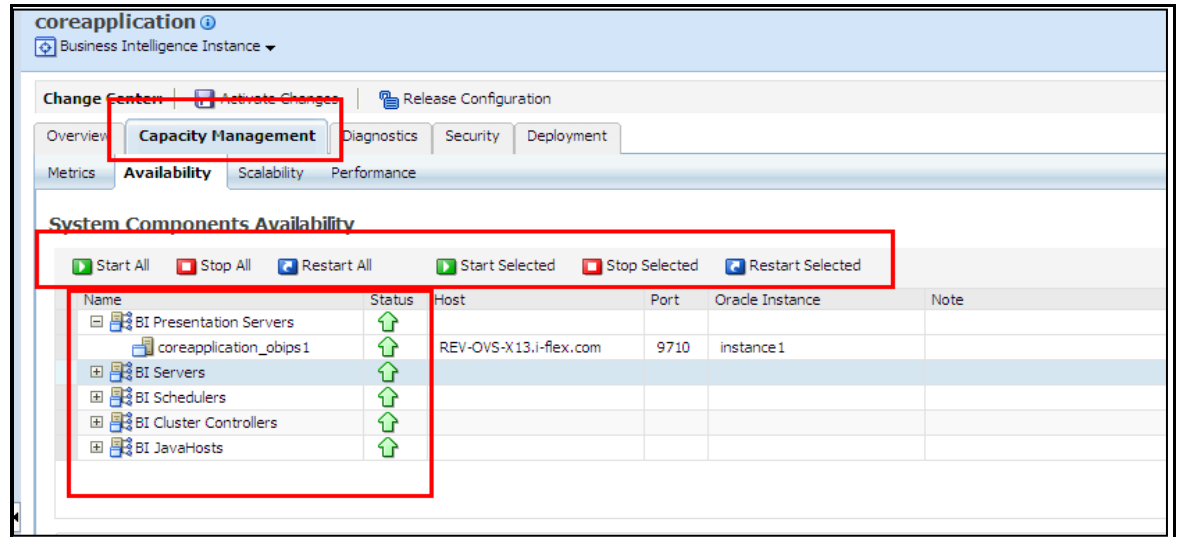 coreapplication
Business Intelligence Instance
Change Center: Activate Changes Release Configuration
Overview Capacity Management Diagnostics Security Deployment
Metrics Availability Scalability Performance
System Components Availability
Start All Stop All Restart All Start Selected Stop Selected Restart Selected
Name Status Host Port Oracle Instance Note
BI Presentation Servers
coreapplication_obips1 REV-OVS-X13.i-flex.com 9710 instance1
BI Servers
BI Schedulers
BI Cluster Controllers
BI JavaHosts